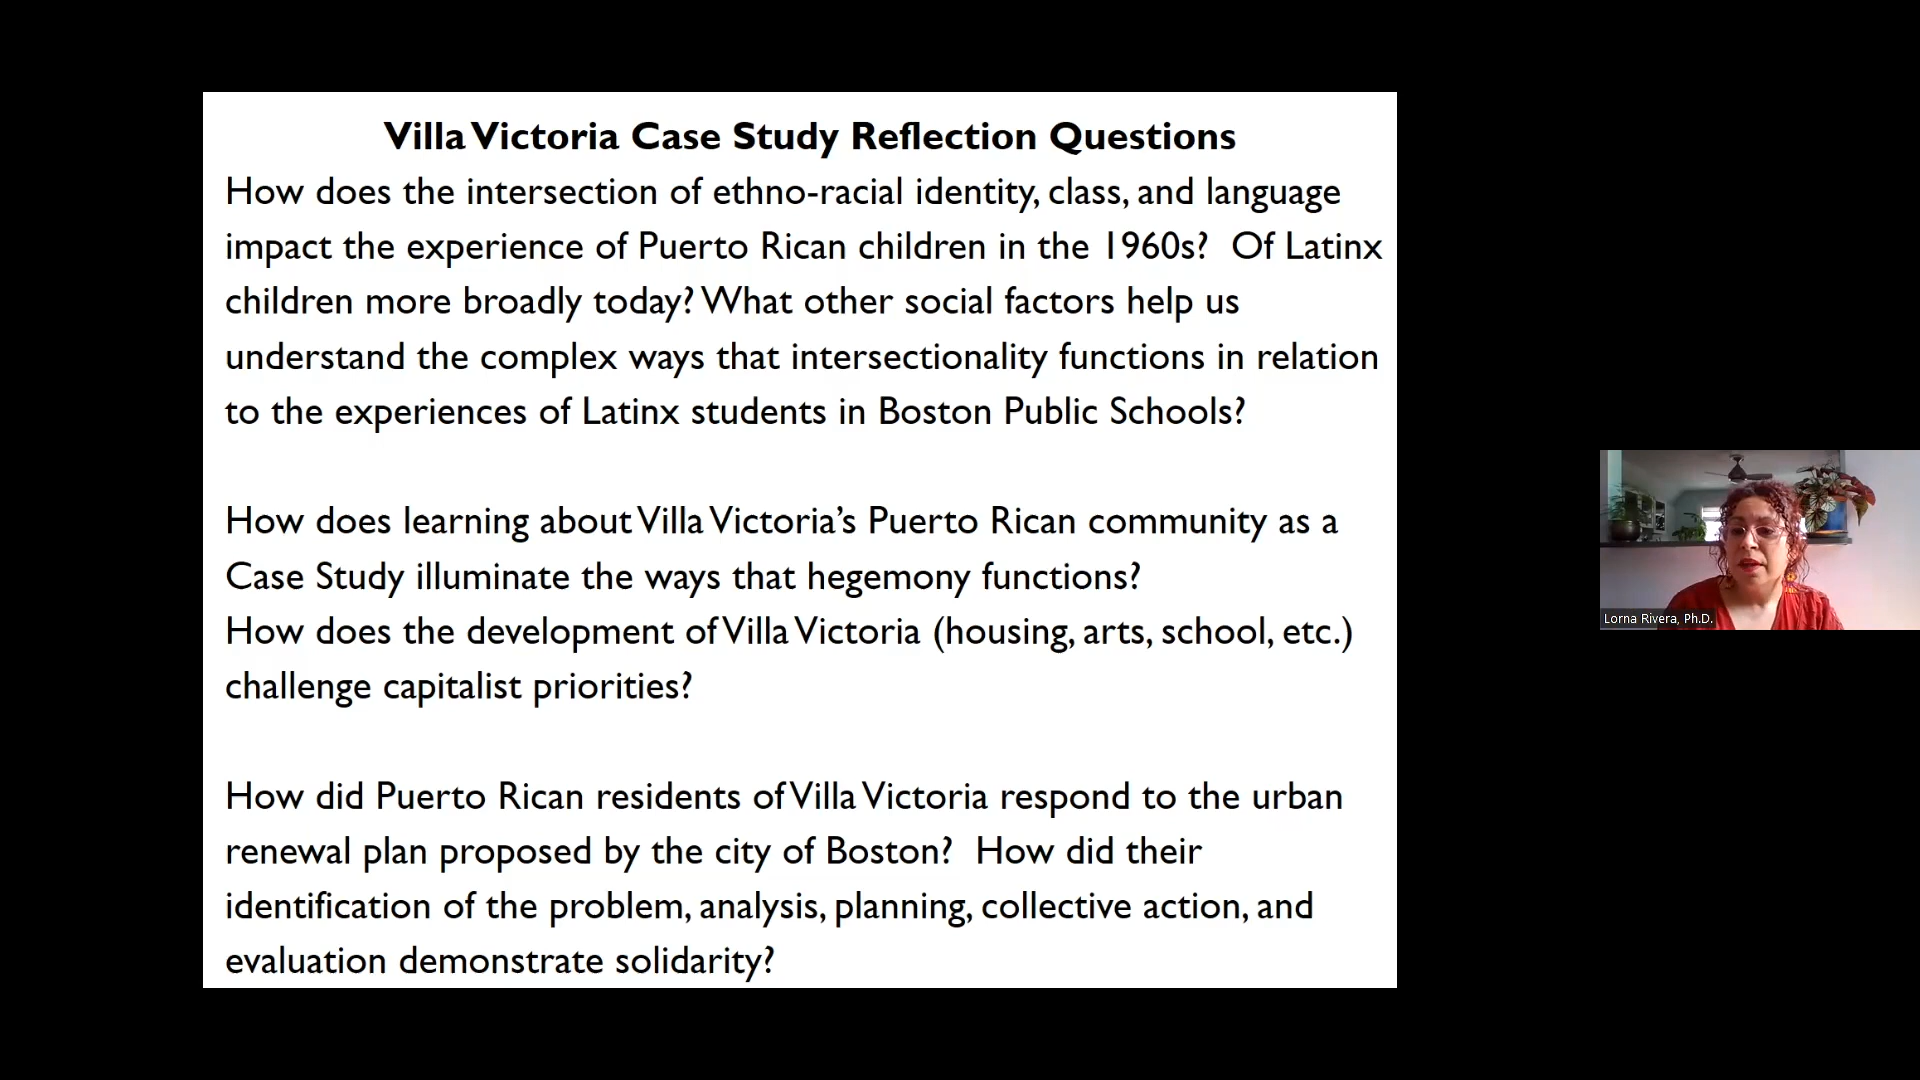 Villa Victoria Case Study Reflection Questions
How does the intersection of ethno-racial identity, class, and language
impact the experience of Puerto Rican children in the 1960s?  Of Latinx
children more broadly today? What other social factors help us
understand the complex ways that intersectionality functions in relation
to the experiences of Latinx students in Boston Public Schools?
How does learning about Villa Victoria’s Puerto Rican community as a
Case Study illuminate the ways that hegemony functions?
How does the development of Villa Victoria (housing, arts, school, etc.)
challenge capitalist priorities?
How did Puerto Rican residents of Villa Victoria respond to the urban
renewal plan proposed by the city of Boston?  How did their
identification of the problem, analysis, planning, collective action, and
evaluation demonstrate solidarity?
Lorna Rivera, Ph.D.